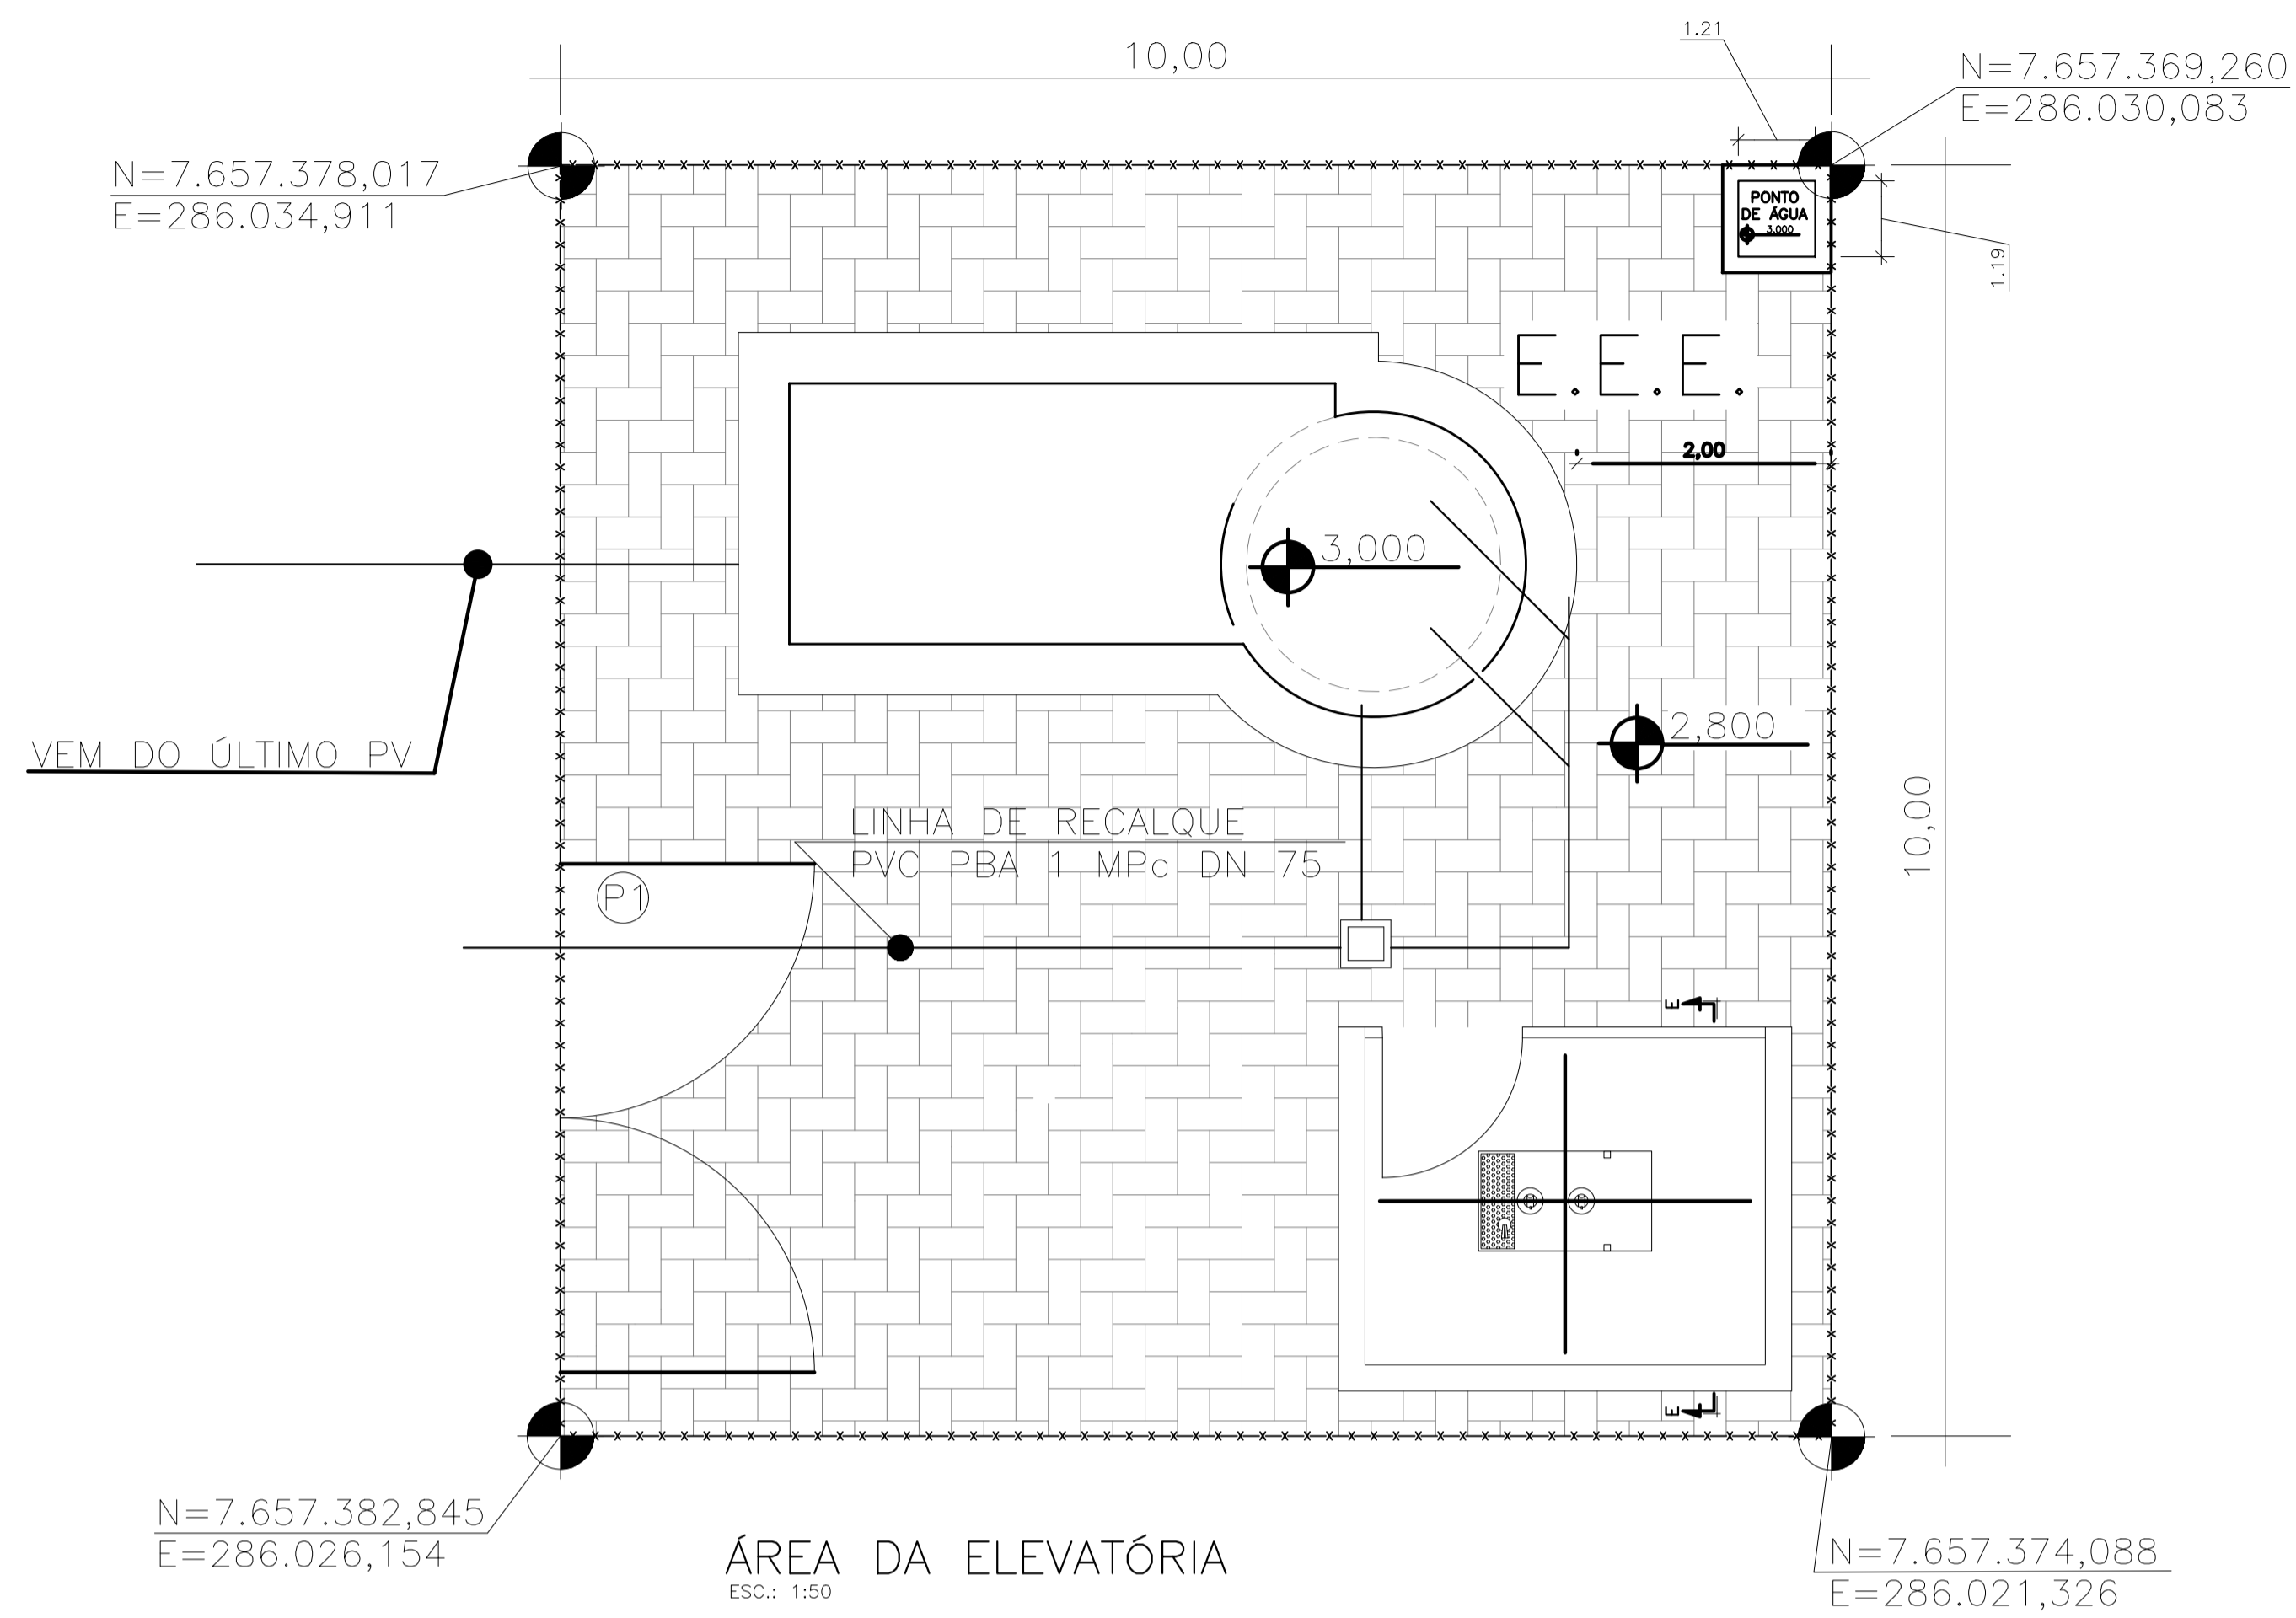 1.21
10,00
N=7.657.369,260
E=286.030,083
N=7.657.378,017
E=286.034,911
PONTO
DE ÁGUA
3,000
1.19
E.E.E.
2,00
3,000
2,800
VEM DO ÚLTIMO PV
10,00
LINHA DE RECALQUE
PVC PBA 1 MPa DN 75
P1
E
E
N=7.657.382,845
E=286.026,154
ÁREA DA ELEVATÓRIA
ESC.: 1:50
N=7.657.374,088
E=286.021,326